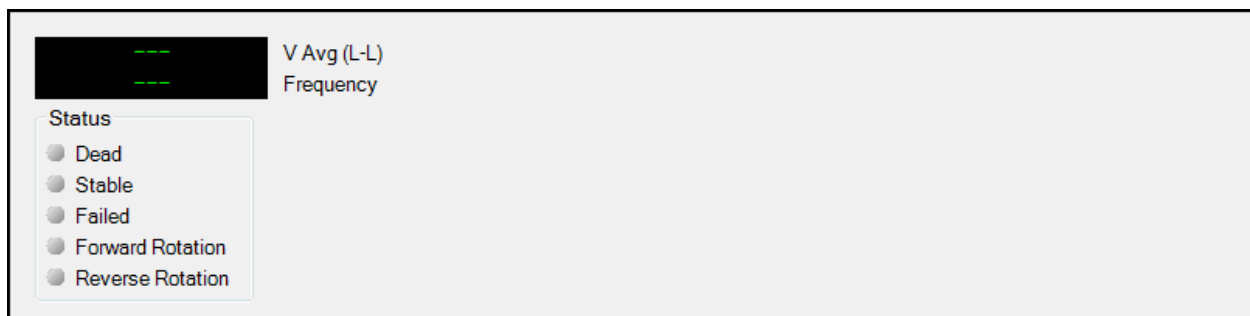 --- V Avg (L-L)
--- Frequency
Status
Dead
Stable
Failed
Forward Rotation
Reverse Rotation